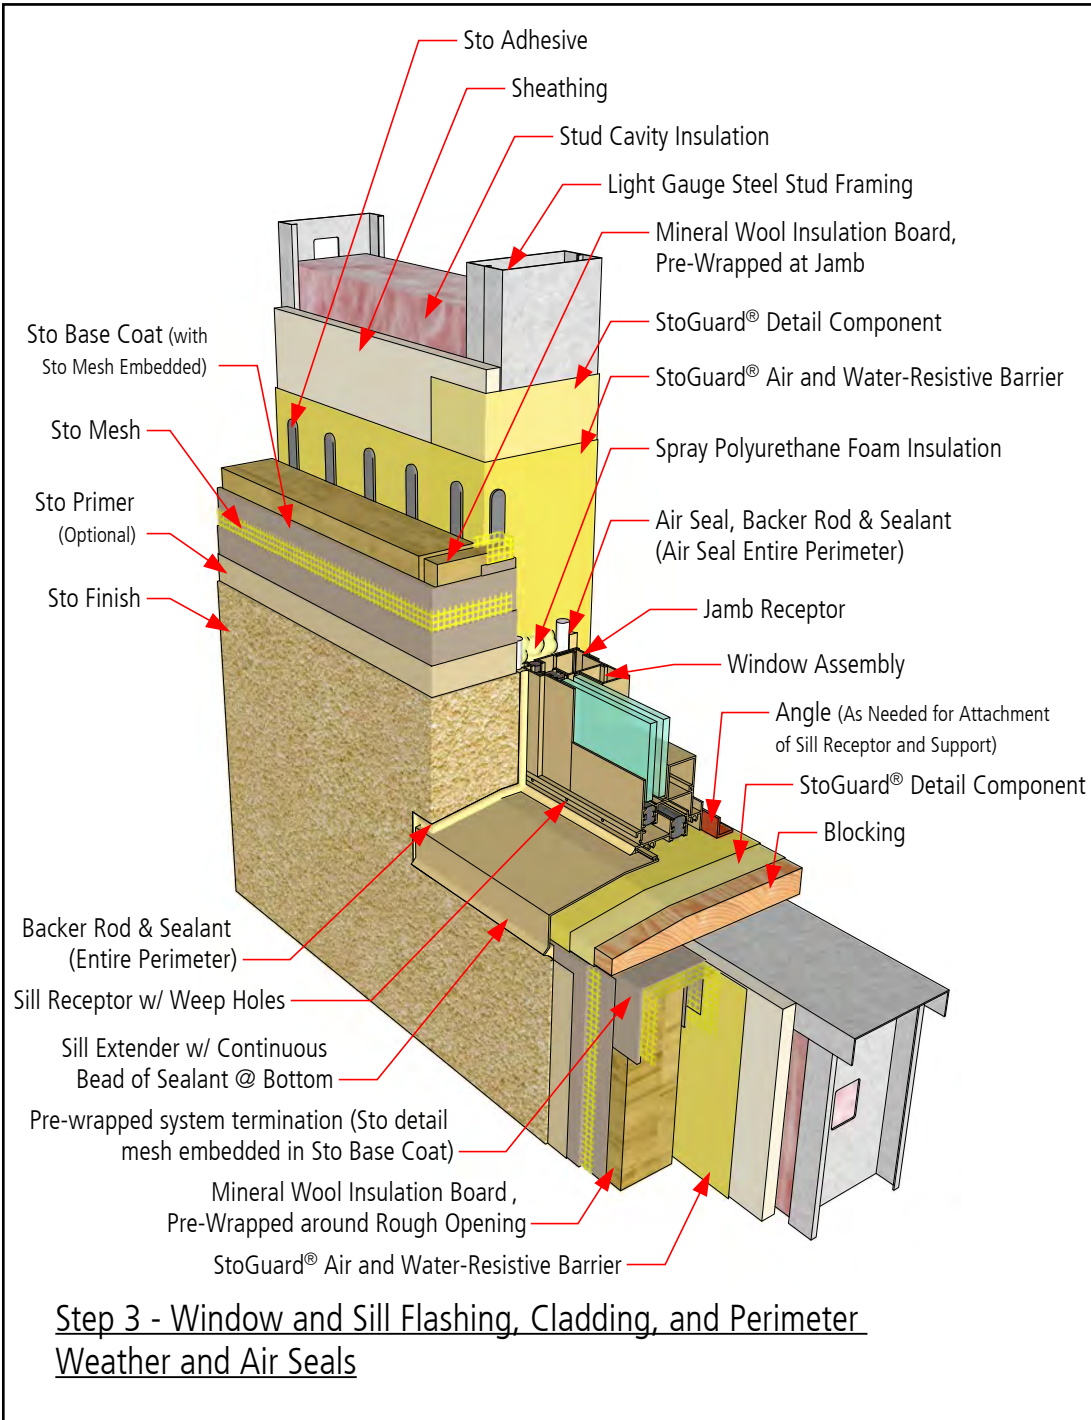 Sto Adhesive
Sheathing
Stud Cavity Insulation
Light Gauge Steel Stud Framing
Mineral Wool Insulation Board,
Pre-Wrapped at Jamb
StoGuard® Detail Component
StoGuard® Air and Water-Resistive Barrier
Spray Polyurethane Foam Insulation
Air Seal, Backer Rod & Sealant
(Air Seal Entire Perimeter)
Jamb Receptor
Window Assembly
Angle (As Needed for Attachment
of Sill Receptor and Support)
StoGuard® Detail Component
Blocking
Sto Base Coat (with
Sto Mesh Embedded)
Sto Mesh
Sto Primer
(Optional)
Sto Finish
Backer Rod & Sealant
(Entire Perimeter)
Sill Receptor w/ Weep Holes
Sill Extender w/ Continuous
Bead of Sealant @ Bottom
Pre-wrapped system termination (Sto detail
mesh embedded in Sto Base Coat)
Mineral Wool Insulation Board ,
Pre-Wrapped around Rough Opening
StoGuard® Air and Water-Resistive Barrier
Step 3 - Window and Sill Flashing, Cladding, and Perimeter
Weather and Air Seals